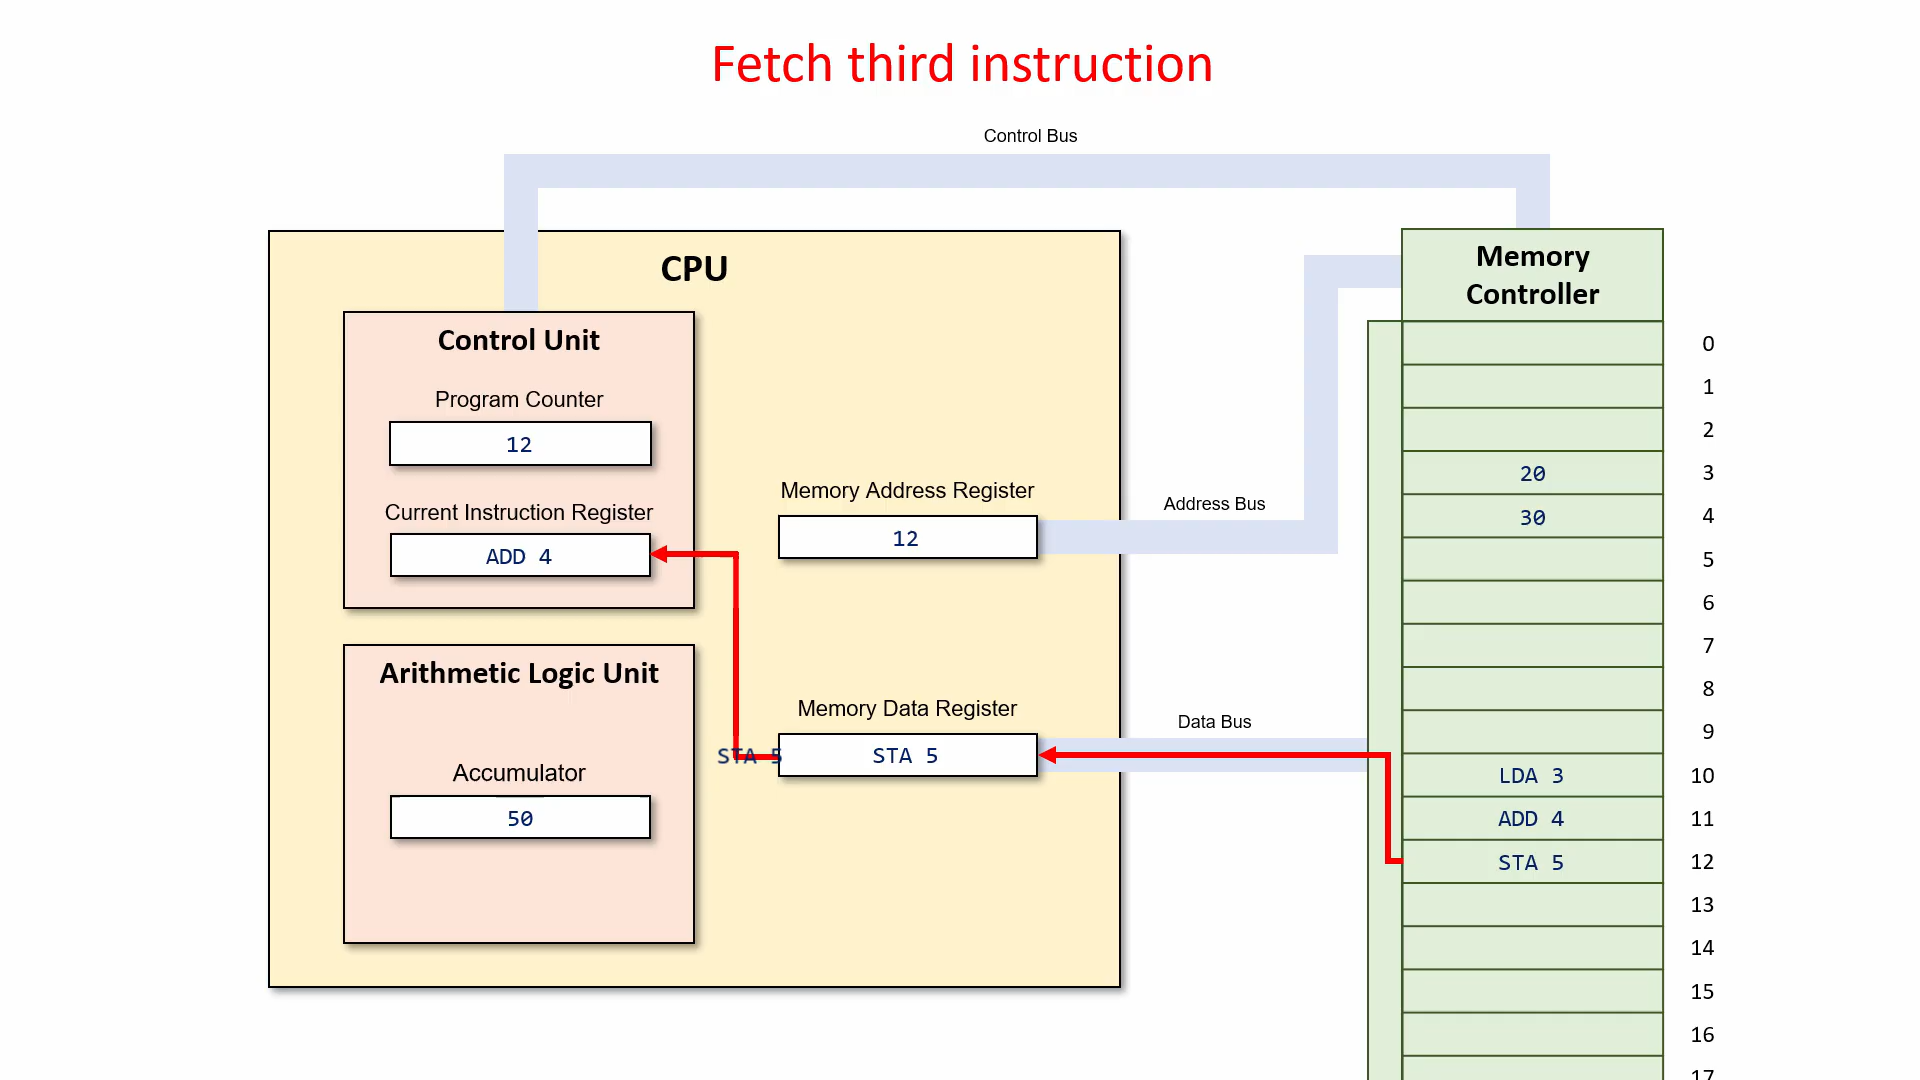 Fetch third instruction
Control Bus
CPU
Memory
Controller
Control Unit
Program Counter
12
Current Instruction Register
ADD 4
Memory Address Register
12
Address Bus
Arithmetic Logic Unit
Accumulator
50
Memory Data Register
STA 5
STA 5
Data Bus
0
1
2
20 3
30 4
5
6
7
8
9
LDA 3 10
ADD 4 11
STA 5 12
13
14
15
16
17